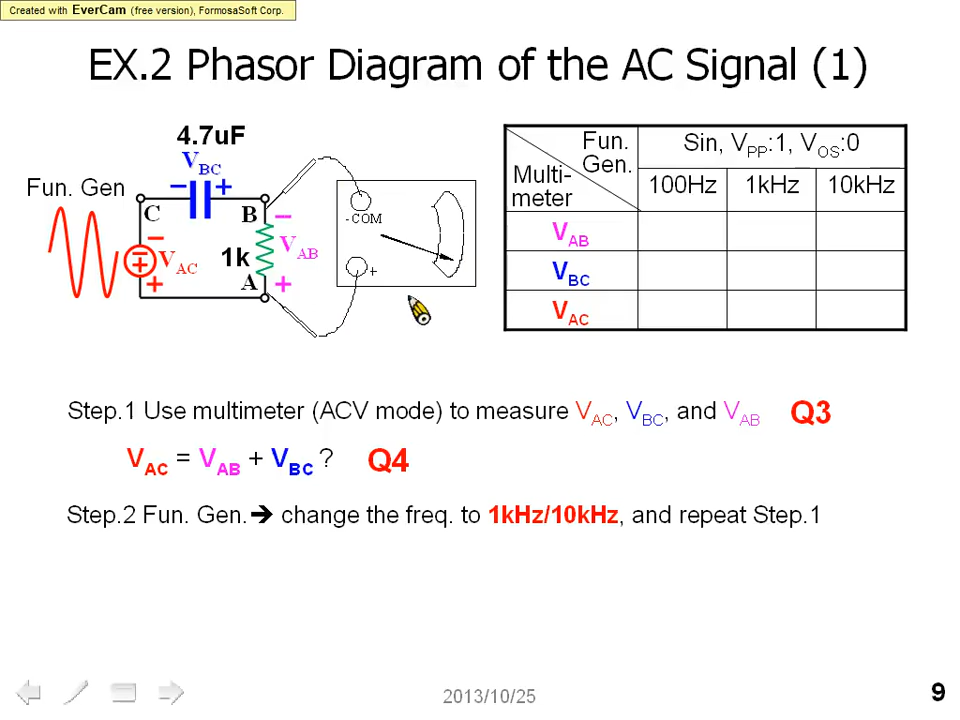 Created with EverCam (free version), FormosaSoft Corp.
EX.2 Phasor Diagram of the AC Signal (1)
4.7uF
VBC
− +
Fun. Gen
C
B
−
VAC
+
1k
−
VAB
+
A
- COM
+
Fun. Gen.
Multi-meter
Sin, VPP:1, VOS:0
100Hz 1kHz 10kHz
VAB
VBC
VAC
Step.1 Use multimeter (ACV mode) to measure VAC, VBC, and VAB Q3
VAC = VAB + VBC ? Q4
Step.2 Fun. Gen.➔ change the freq. to 1kHz/10kHz, and repeat Step.1
2013/10/25
9